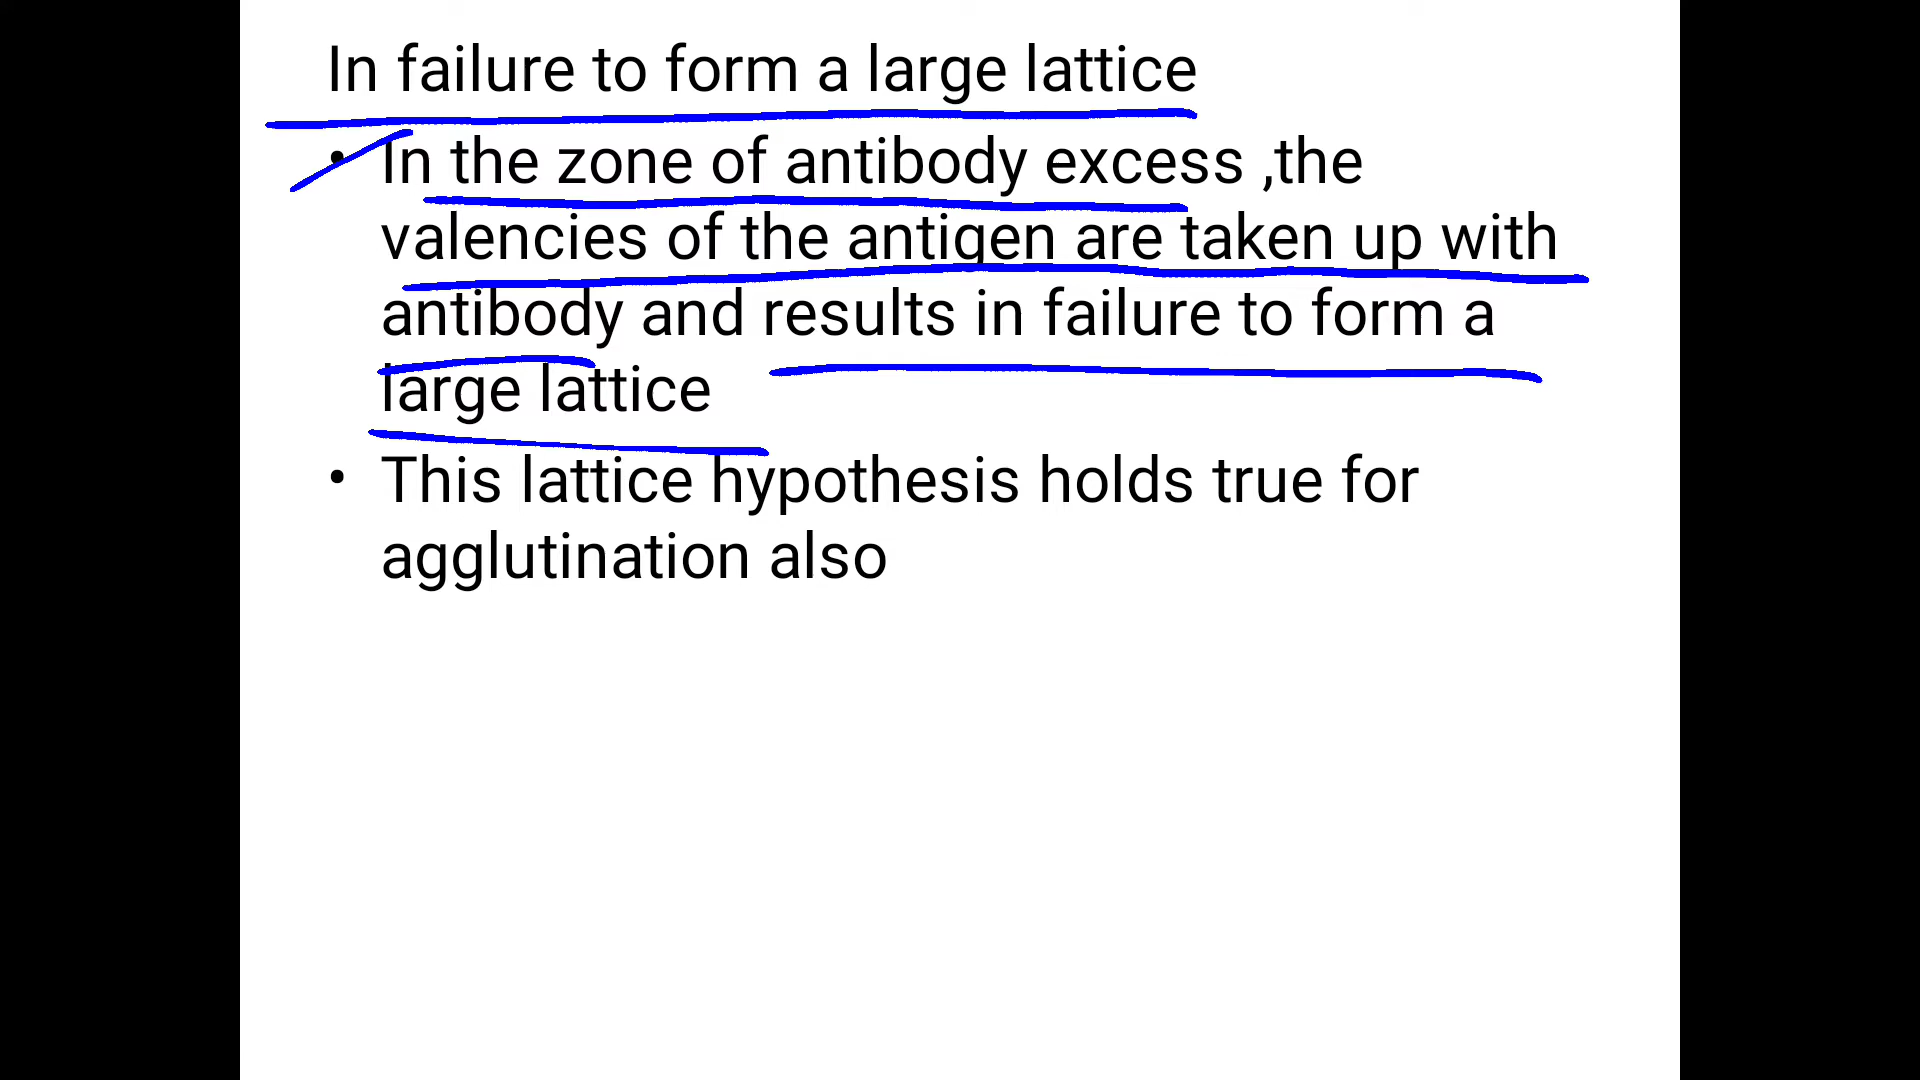 In failure to form a large lattice
• In the zone of antibody excess ,the
valencies of the antigen are taken up with
antibody and results in failure to form a
large lattice
• This lattice hypothesis holds true for
agglutination also